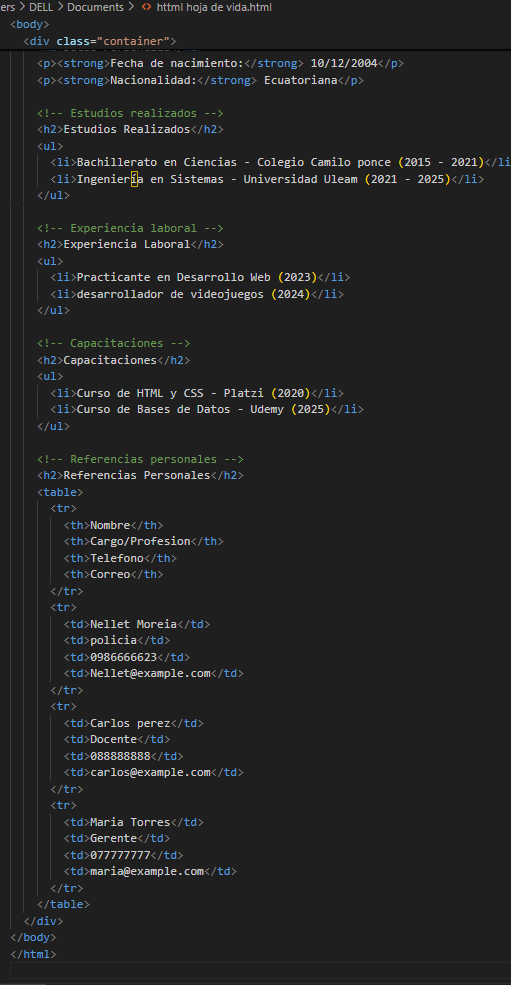 ers > DELL > Documents > <> httml hoja de vida.html
<body>
<div class="container">
<p><strong>Fecha de nacimiento:</strong> 10/12/2004</p>
<p><strong>Nacionalidad:</strong> Ecuatoriana</p>
<!-- Estudios realizados -->
<h2>Estudios Realizados</h2>
<ul>
<li>Bachillerato en Ciencias - Colegio Camilo ponce (2015 - 2021)</li
<li>Ingeniería en Sistemas - Universidad Uleam (2021 - 2025)</li>
</ul>
<!-- Experiencia laboral -->
<h2>Experiencia Laboral</h2>
<ul>
<li>Practicante en Desarrollo Web (2023)</li>
<li>desarrollador de videojuegos (2024)</li>
</ul>
<!-- Capacitaciones -->
<h2>Capacitaciones</h2>
<ul>
<li>Curso de HTML y CSS - Platzi (2020)</li>
<li>Curso de Bases de Datos - Udemy (2025)</li>
</ul>
<!-- Referencias personales -->
<h2>Referencias Personales</h2>
<table>
<tr>
<th>Nombre</th>
<th>Cargo/Profesion</th>
<th>Telefono</th>
<th>Correo</th>
</tr>
<tr>
<td>Nellet Moreia</td>
<td>policia</td>
<td>0986666623</td>
<td>Nellet@example.com</td>
</tr>
<tr>
<td>Carlos perez</td>
<td>Docente</td>
<td>088888888</td>
<td>carlos@example.com</td>
</tr>
<tr>
<td>Maria Torres</td>
<td>Gerente</td>
<td>077777777</td>
<td>maria@example.com</td>
</tr>
</table>
</div>
</body>
</html>